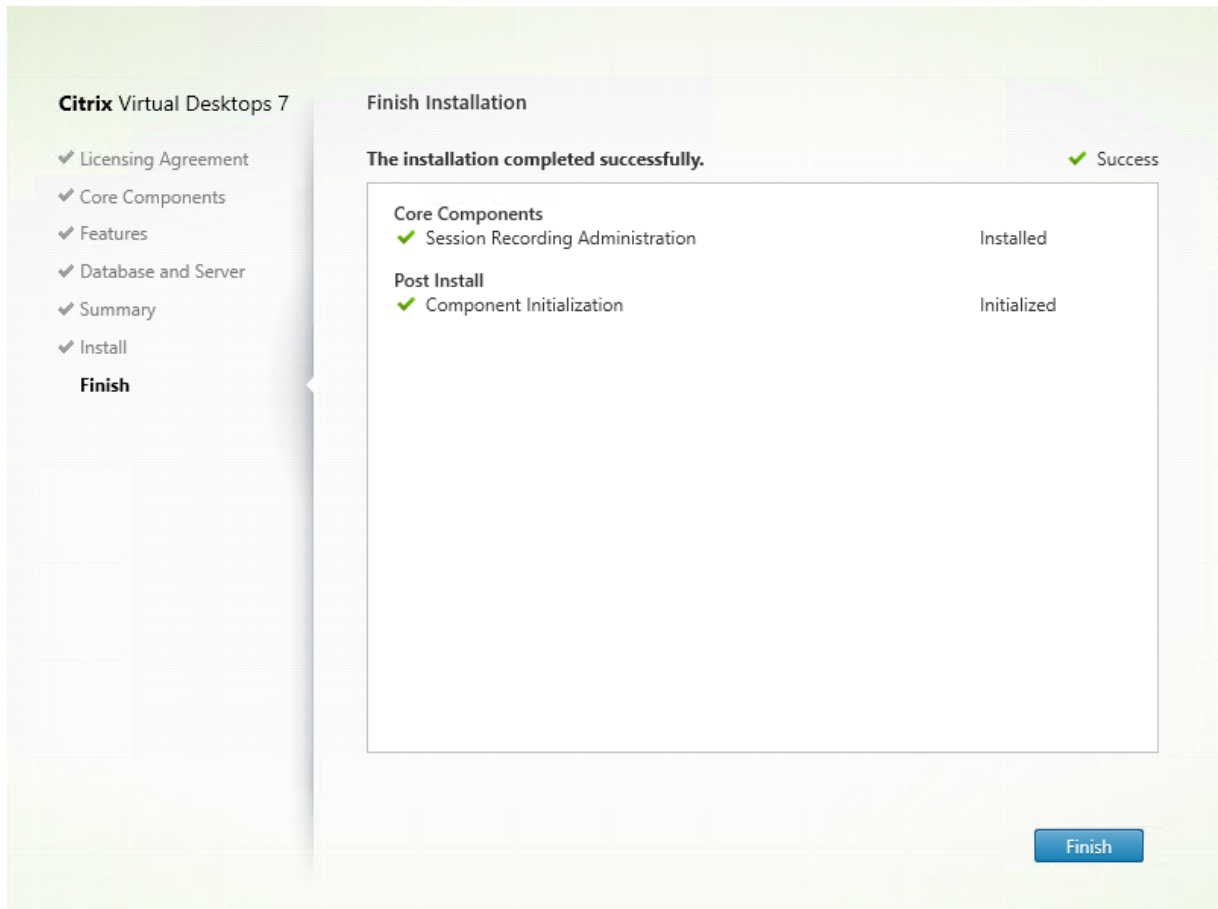 Citrix Virtual Desktops 7
Licensing Agreement
Core Components
Features
Database and Server
Summary
Install
Finish
Finish Installation
The installation completed successfully.
Success
Core Components
Session Recording Administration
Installed
Post Install
Component Initialization
Initialized
Finish